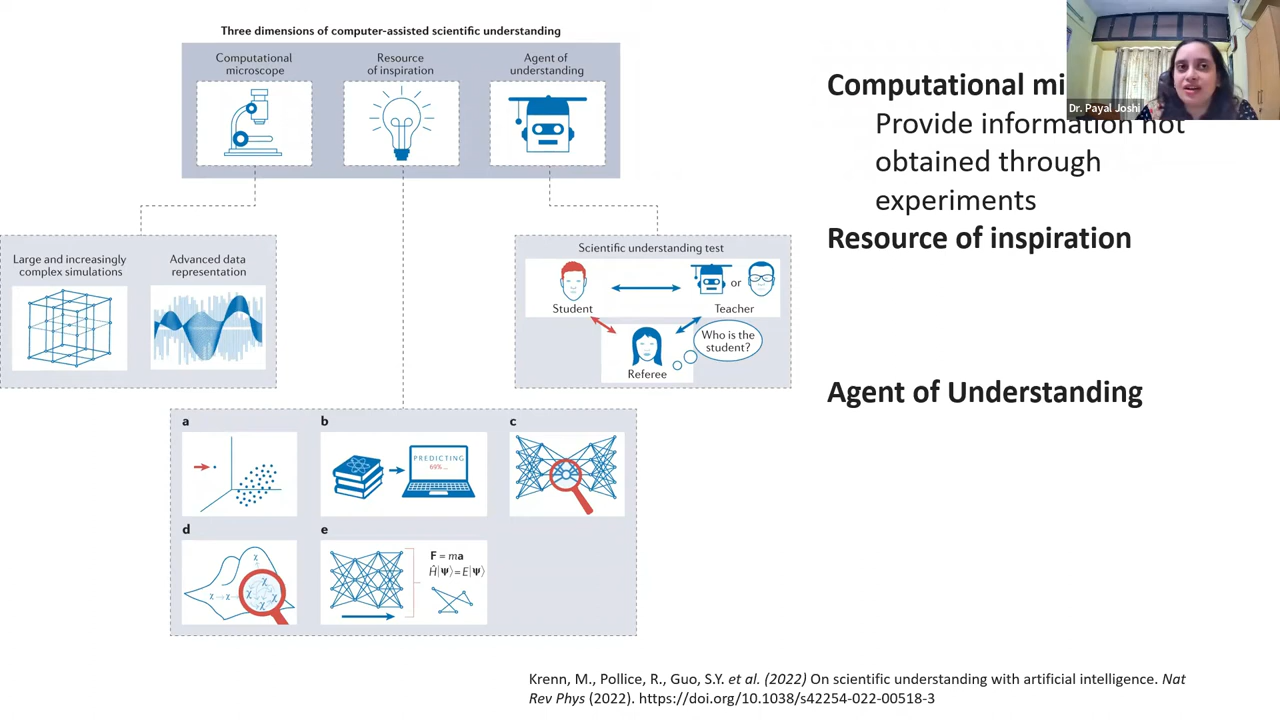 Three dimensions of computer-assisted scientific understanding
Computational
microscope
Resource
of inspiration
Agent of
understanding
Large and increasingly
complex simulations
Advanced data
representation
Scientific understanding test
Student
or
Teacher
Who is the
student?
Referee
a
b
PREDICTING
69% ...
c
d
χ
χ → χ →
χ
χ
χ χ
e
F = ma
Ĥ|Ψ⟩=E|Ψ⟩
Computational mi
Provide information not
obtained through
experiments
Resource of inspiration
Agent of Understanding
Dr. Payal Joshi
Krenn, M., Pollice, R., Guo, S.Y. et al. (2022) On scientific understanding with artificial intelligence. Nat
Rev Phys (2022). https://doi.org/10.1038/s42254-022-00518-3